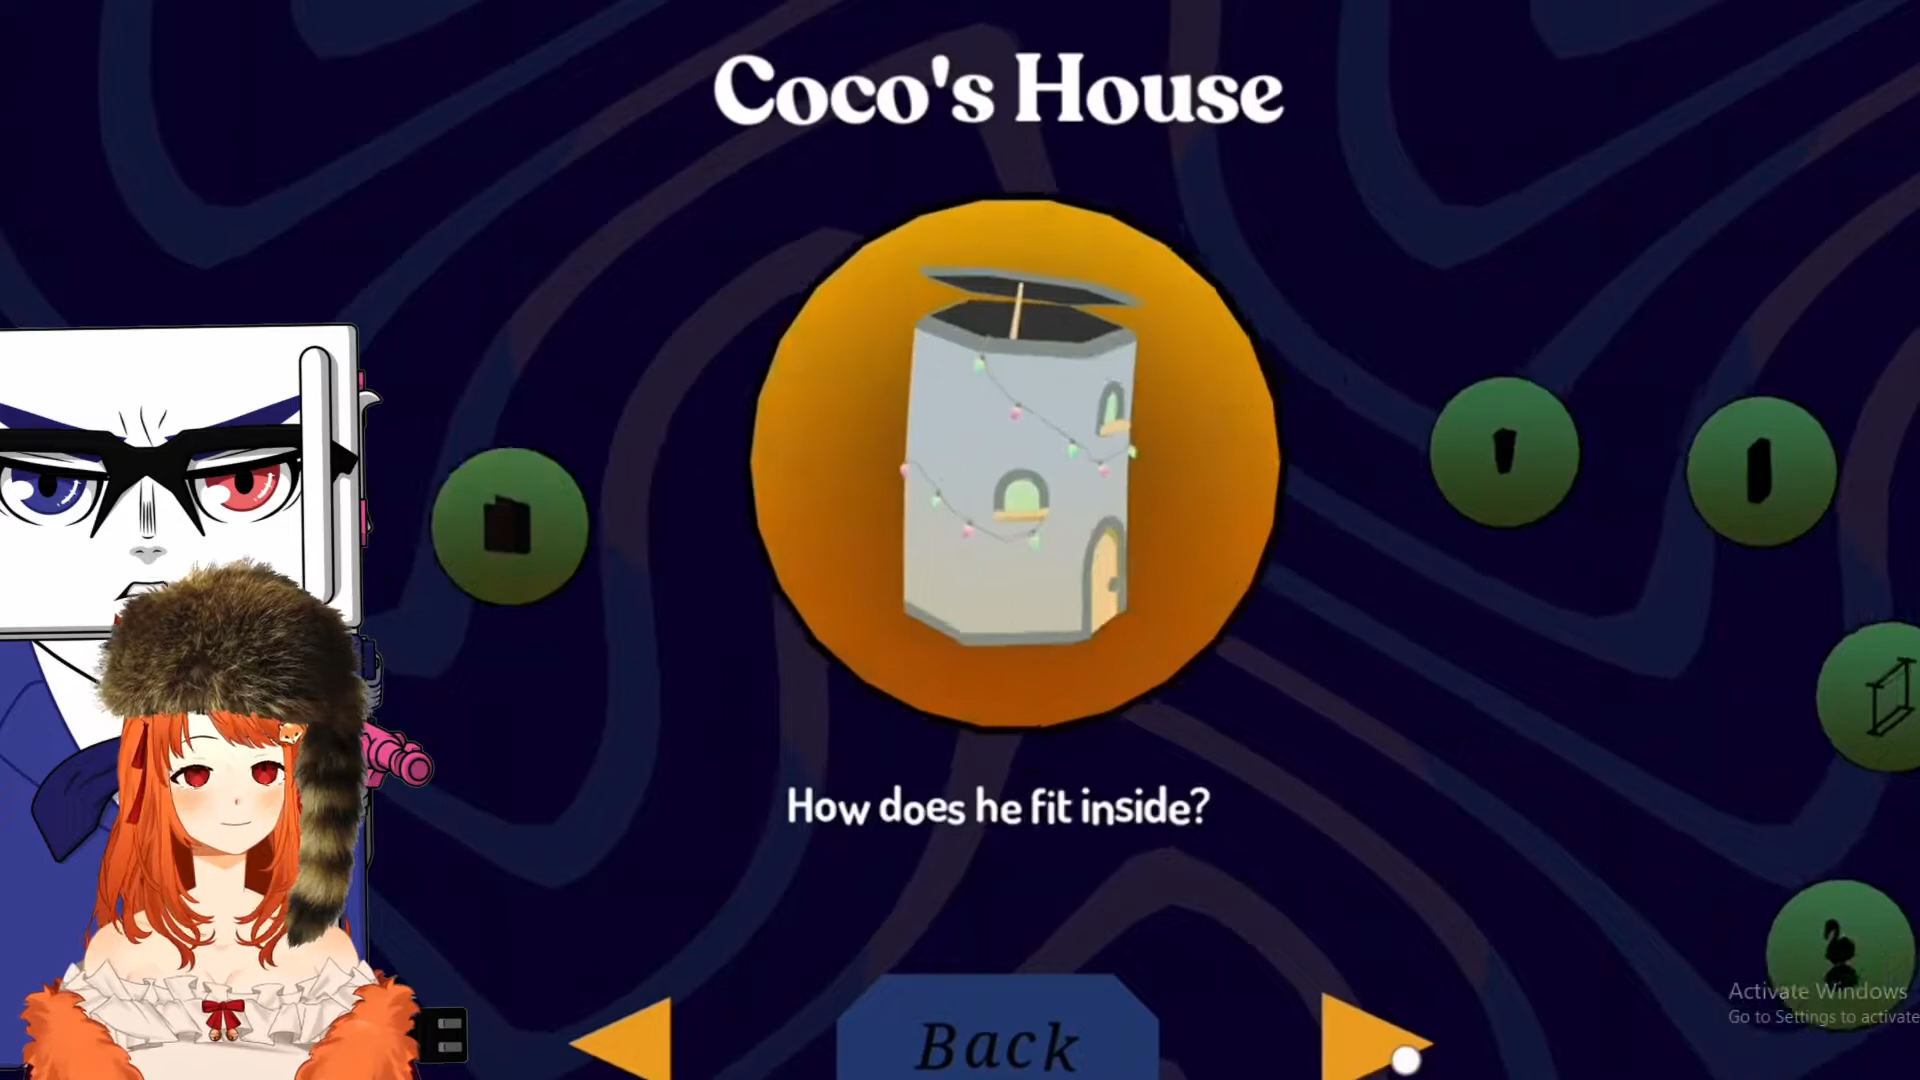 Coco's House
How does he fit inside?
Back
Activate Windows
Go to Settings to activate